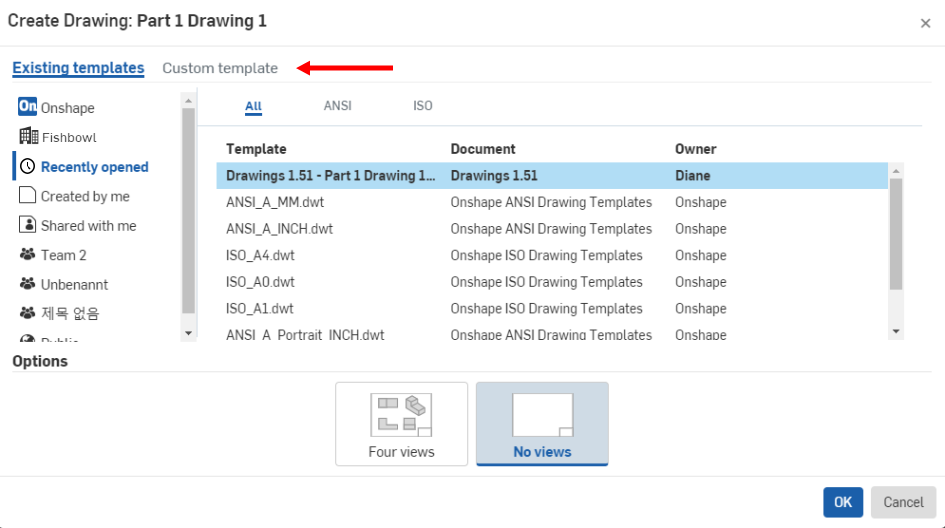 Create Drawing: Part 1 Drawing 1
Existing templates Custom template
On Onshape
Fishbowl
Recently opened
Created by me
Shared with me
Team 2
Unbenannt
제목 없음
Public
All ANSI ISO
Template Document Owner
Drawings 1.51 - Part 1 Drawing 1... Drawings 1.51 Diane
ANSI_A_MM.dwt Onshape ANSI Drawing Templates Onshape
ANSI_A_INCH.dwt Onshape ANSI Drawing Templates Onshape
ISO_A4.dwt Onshape ISO Drawing Templates Onshape
ISO_A0.dwt Onshape ISO Drawing Templates Onshape
ISO_A1.dwt Onshape ISO Drawing Templates Onshape
ANSI_A_Portrait_INCH.dwt Onshape ANSI Drawing Templates Onshape
Options
Four views No views
OK Cancel